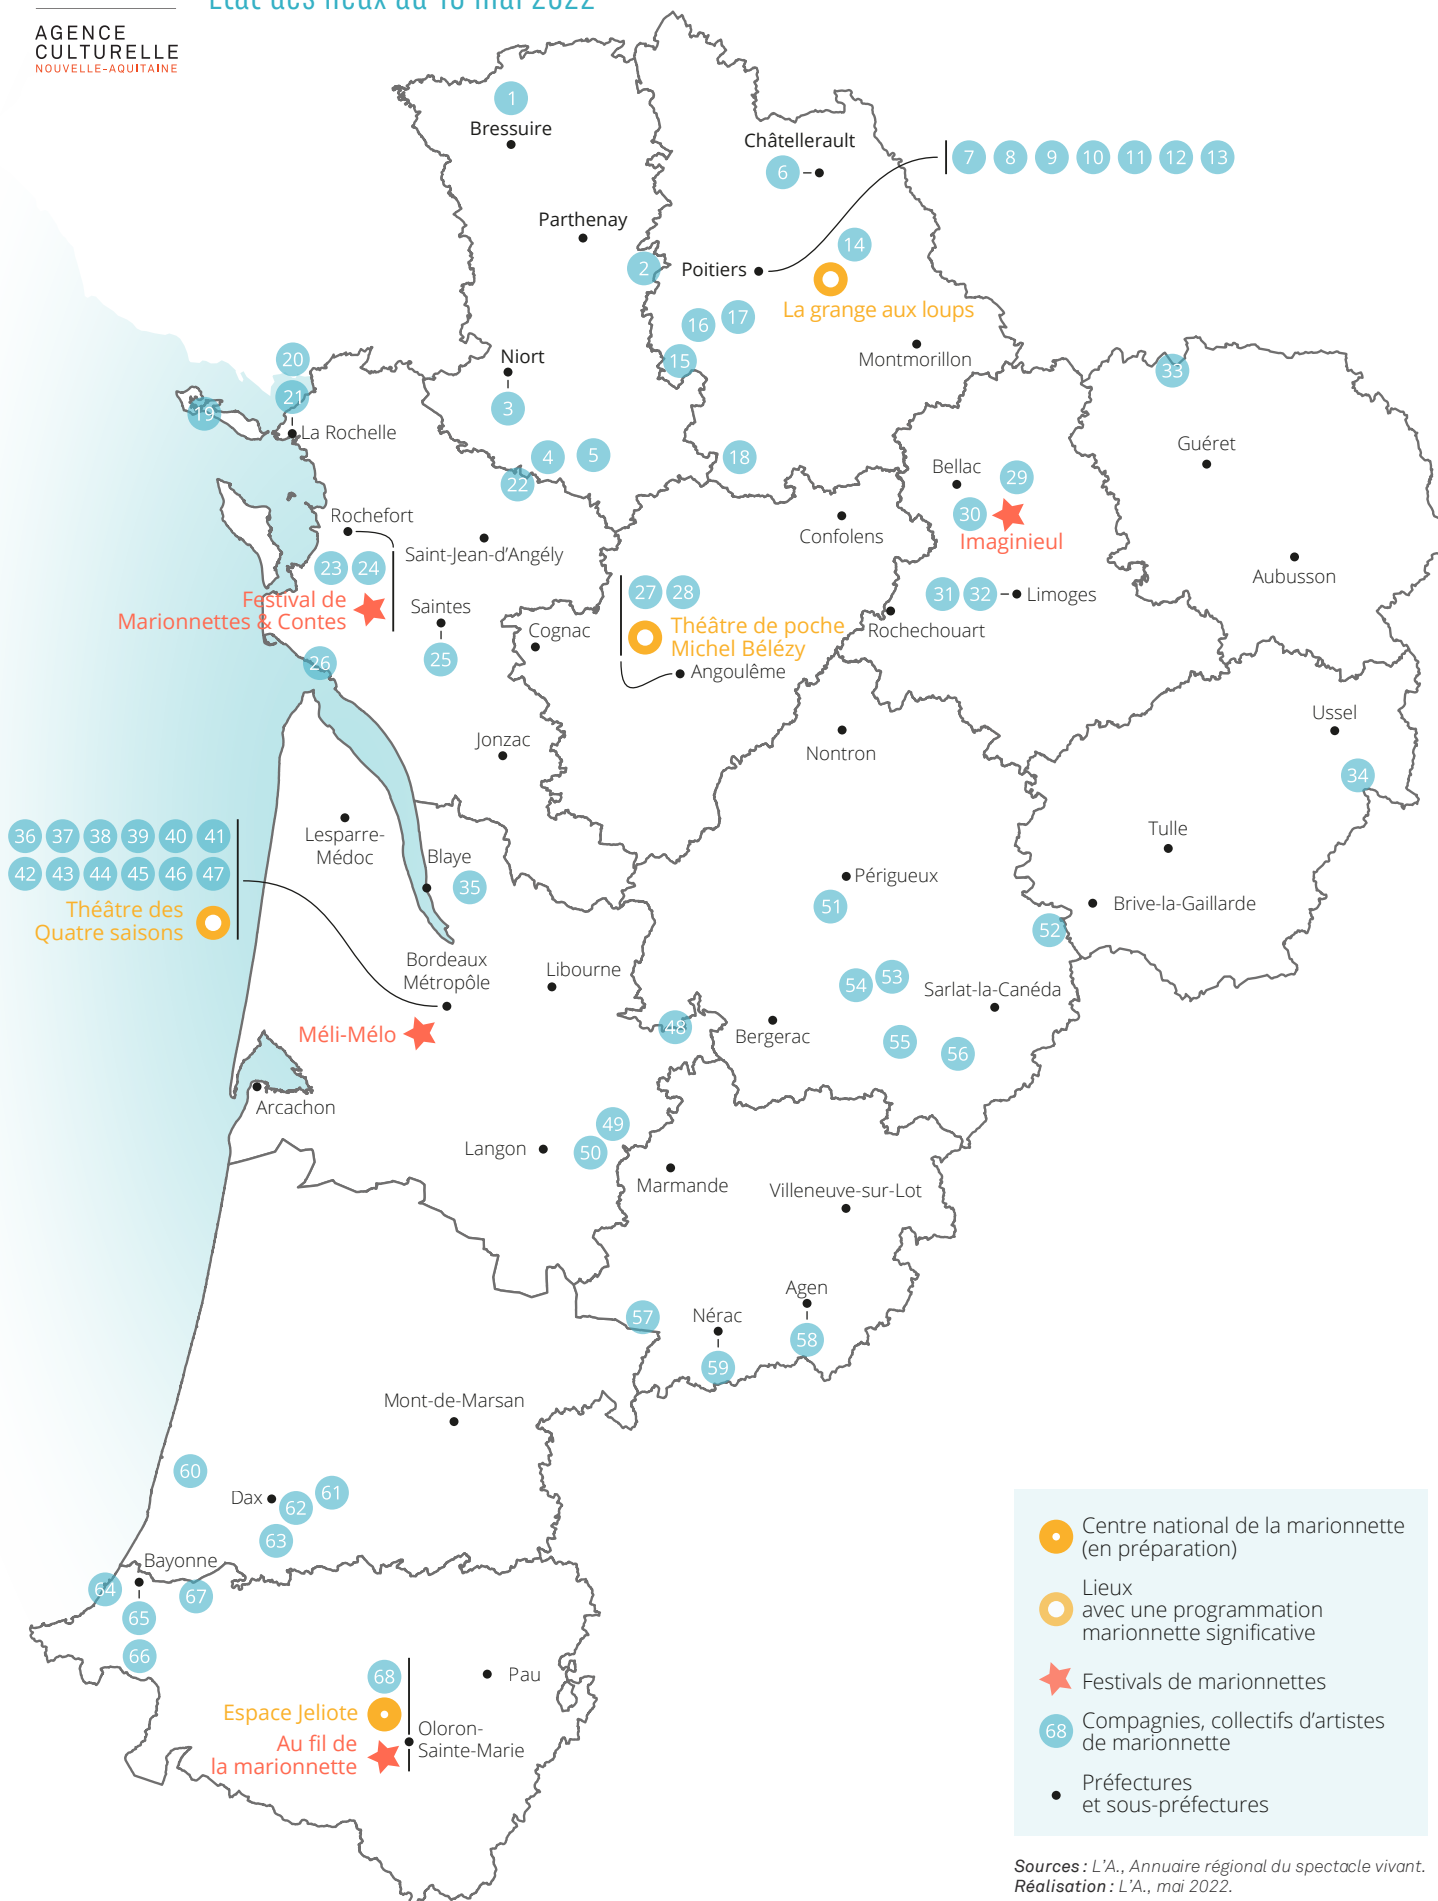 État des lieux au 16 mai 2022
AGENCE
CULTURELLE
NOUVELLE-AQUITAINE
1
Bressuire
Châtellerault
6
7 8 9 10 11 12 13
Parthenay
2
Poitiers
14
La grange aux loups
16 17
15
Montmorillon
Niort
3
20
21
19
La Rochelle
33
4 5
22
18
Guéret
Bellac
29
30
Imaginieul
Rochefort
23 24
Saint-Jean-d'Angély
Confolens
Festival de
Marionnettes & Contes
Saintes
25
26
Cognac
27 28
Théâtre de poche
Michel Bélézy
Angoulême
31 32
Limoges
Rochechouart
Aubusson
Jonzac
Nontron
Ussel
34
Lesparre-
Médoc
36 37 38 39 40 41
42 43 44 45 46 47
Théâtre des
Quatre saisons
Blaye
35
Tulle
Périgueux
51
Brive-la-Gaillarde
52
Bordeaux
Métropôle
Libourne
Méli-Mélo
54 53
Sarlat-la-Canéda
48
Bergerac
55
56
Arcachon
49
50
Langon
Marmande
Villeneuve-sur-Lot
57
Nérac
59
Agen
58
Mont-de-Marsan
60
Dax
62
61
63
Bayonne
64
65
67
66
68
Pau
Espace Jeliote
Au fil de
la marionnette
Oloron-
Sainte-Marie
Centre national de la marionnette
(en préparation)
Lieux
avec une programmation
marionnette significative
Festivals de marionnettes
68
Compagnies, collectifs d'artistes
de marionnette
Préfectures
et sous-préfectures
Sources : L'A., Annuaire régional du spectacle vivant.
Réalisation : L'A., mai 2022.